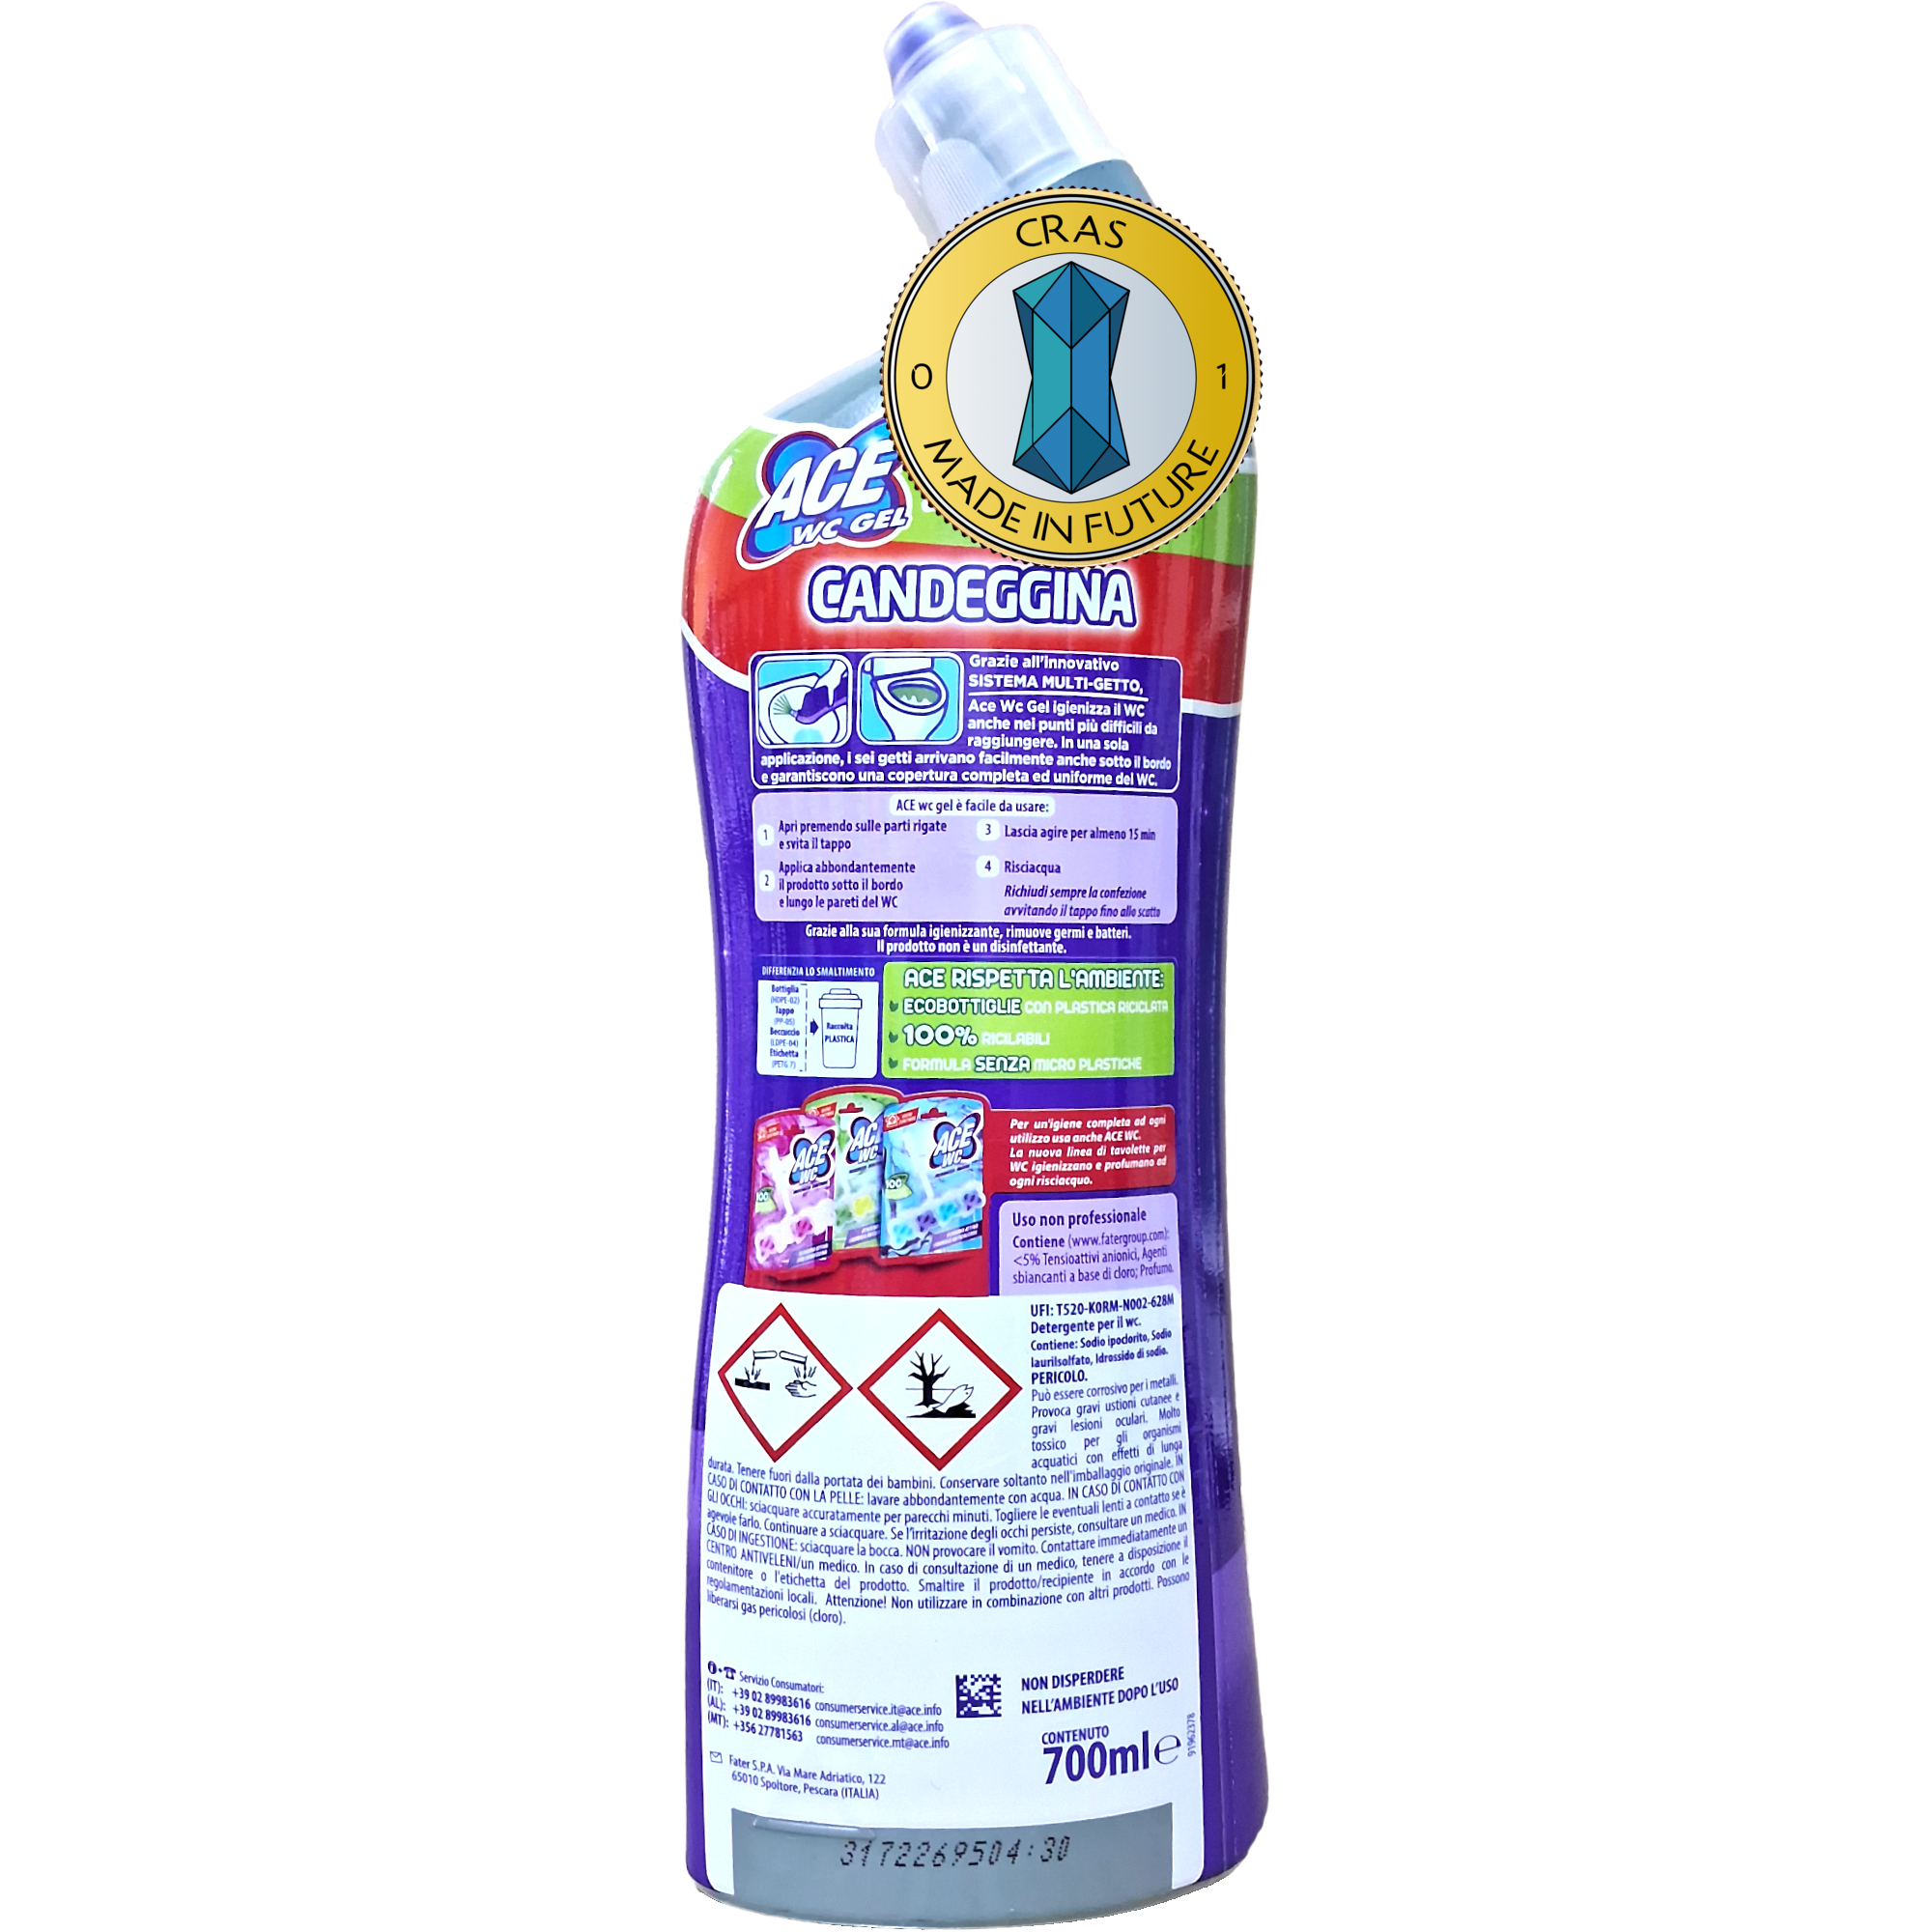 CRAS
0 1
MADE IN FUTURE
ACE
WC GEL
CANDEGGINA
Grazie all'innovativo
SISTEMA MULTI-GETTO,
Ace Wc Gel igienizza il WC
anche nei punti più difficili da
raggiungere. In una sola
applicazione, i sei getti arrivano facilmente anche sotto il bordo
e garantiscono una copertura completa ed uniforme del WC.
ACE wc gel è facile da usare:
1 Apri premendo sulle parti rigate
e svita il tappo
2 Applica abbondantemente
il prodotto sotto il bordo
e lungo le pareti del WC
3 Lascia agire per almeno 15 min
4 Risciacqua
Richiudi sempre la confezione
avvitando il tappo fino allo scatto
Grazie alla sua formula igienizzante, rimuove germi e batteri.
Il prodotto non è un disinfettante.
DIFFERENZIA LO SMALTIMENTO
Bottiglia
(HDPE-02)
Tappo
(PP-05)
Beccuccio
(LDPE-04)
Etichetta
(PETG 7)
Raccolta
PLASTICA
ACE RISPETTA L'AMBIENTE:
ECOBOTTIGLIE CON PLASTICA RICICLATA
100% RICILABILI
FORMULA SENZA MICRO PLASTICHE
ACE
WC
ACE
WC
ACE
WC
Per un'igiene completa ad ogni
utilizzo usa anche ACE WC.
La nuova linea di tavolette per
WC igienizzano e profumano ad
ogni risciacquo.
Uso non professionale
Contiene (www.fatergroup.com):
<5% Tensioattivi anionici, Agenti
sbiancanti a base di cloro; Profumo.
UFI: T520-K0RM-N002-628M
Detergente per il wc.
Contiene: Sodio ipoclorito, Sodio
laurilsolfato, Idrossido di sodio.
PERICOLO.
Può essere corrosivo per i metalli.
Provoca gravi ustioni cutanee e
gravi lesioni oculari. Molto
tossico per gli organismi
acquatici con effetti di lunga
durata. Tenere fuori dalla portata dei bambini. Conservare soltanto nell'imballaggio originale. IN
CASO DI CONTATTO CON LA PELLE: lavare abbondantemente con acqua. IN CASO DI CONTATTO CON
GLI OCCHI: sciacquare accuratamente per parecchi minuti. Togliere le eventuali lenti a contatto se è
agevole farlo. Continuare a sciacquare. Se l'irritazione degli occhi persiste, consultare un medico. IN
CASO DI INGESTIONE: sciacquare la bocca. NON provocare il vomito. Contattare immediatamente un
CENTRO ANTIVELENI/un medico. In caso di consultazione di un medico, tenere a disposizione il
contenitore o l'etichetta del prodotto. Smaltire il prodotto/recipiente in accordo con le
regolamentazioni locali. Attenzione! Non utilizzare in combinazione con altri prodotti. Possono
liberarsi gas pericolosi (cloro).
Servizio Consumatori:
(IT): +39 02 89983616 consumerservice.it@ace.info
(AL): +39 02 89983616 consumerservice.al@ace.info
(MT): +356 27781563 consumerservice.mt@ace.info
Fater S.P.A. Via Mare Adriatico, 122
65010 Spoltore, Pescara (ITALIA)
NON DISPERDERE
NELL'AMBIENTE DOPO L'USO
CONTENUTO
700ml e
91962378
3172269504:30